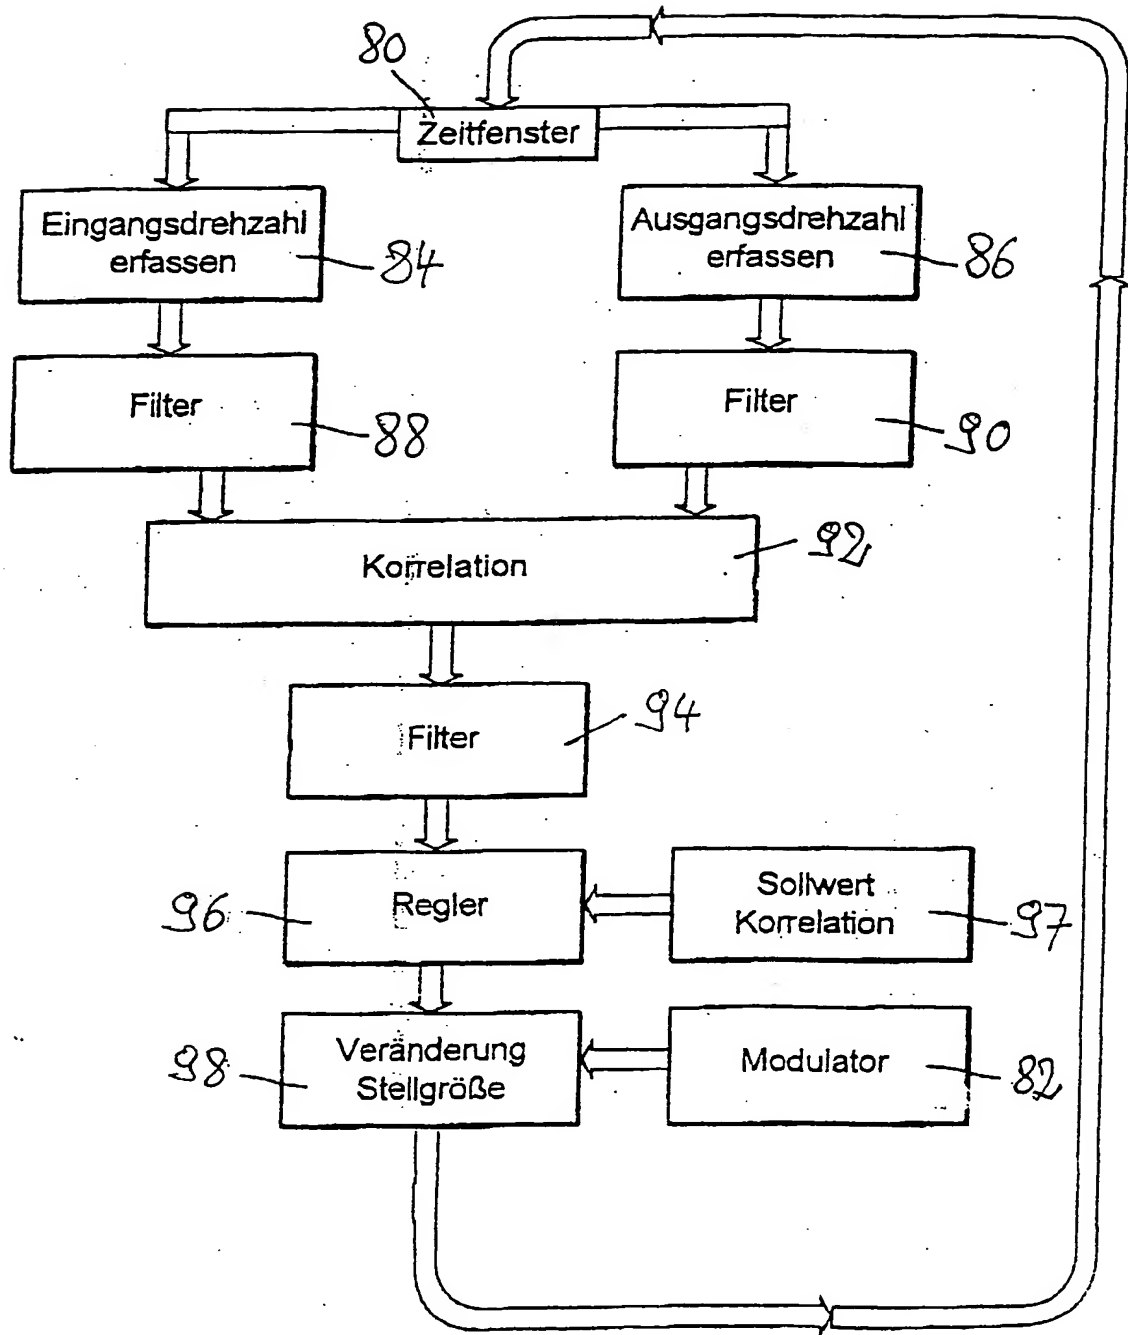 80
Zeitfenster
Eingangsdrehzahl
erfassen
84
Ausgangsdrehzahl
erfassen
86
Filter
88
Filter
90
Korrelation
92
Filter
94
Regler
96
Sollwert
Korrelation
97
Veränderung
Stellgröße
98
Modulator
82